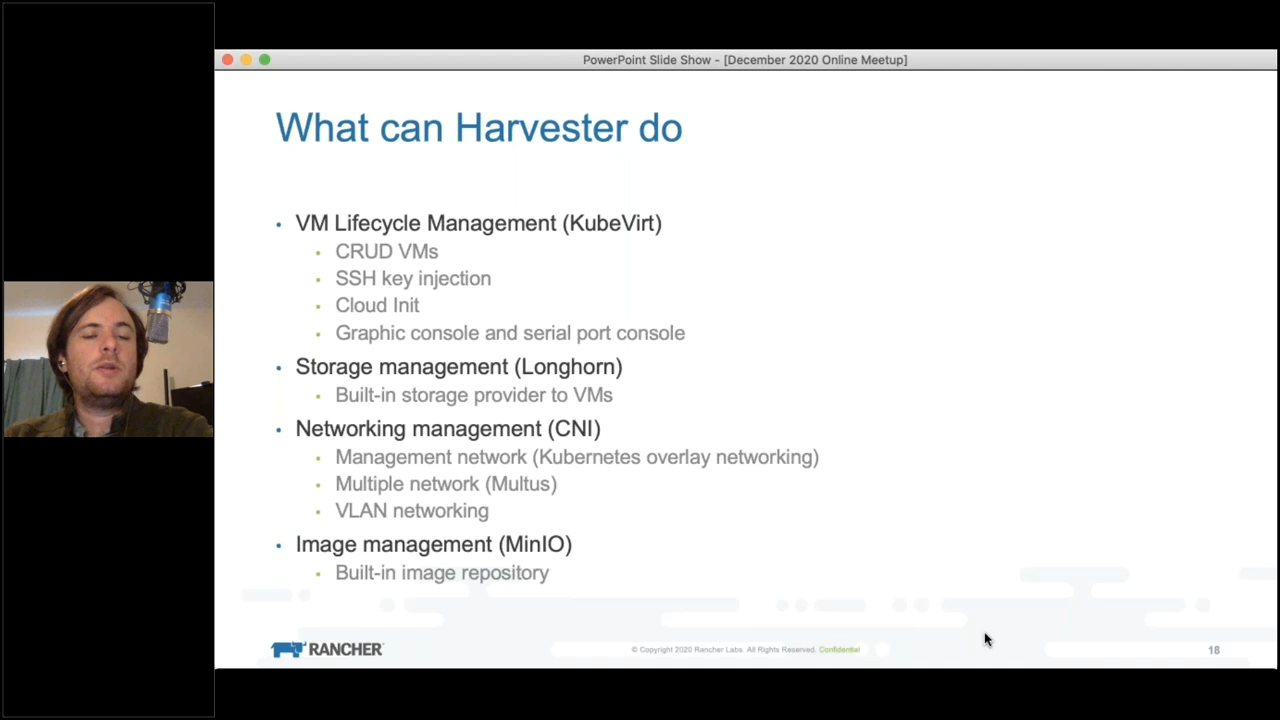 PowerPoint Slide Show - [December 2020 Online Meetup]
What can Harvester do
• VM Lifecycle Management (KubeVirt)
• CRUD VMs
• SSH key injection
• Cloud Init
• Graphic console and serial port console
• Storage management (Longhorn)
• Built-in storage provider to VMs
• Networking management (CNI)
• Management network (Kubernetes overlay networking)
• Multiple network (Multus)
• VLAN networking
• Image management (MinIO)
• Built-in image repository
RANCHER
© Copyright 2020 Rancher Labs. All Rights Reserved. Confidential
18